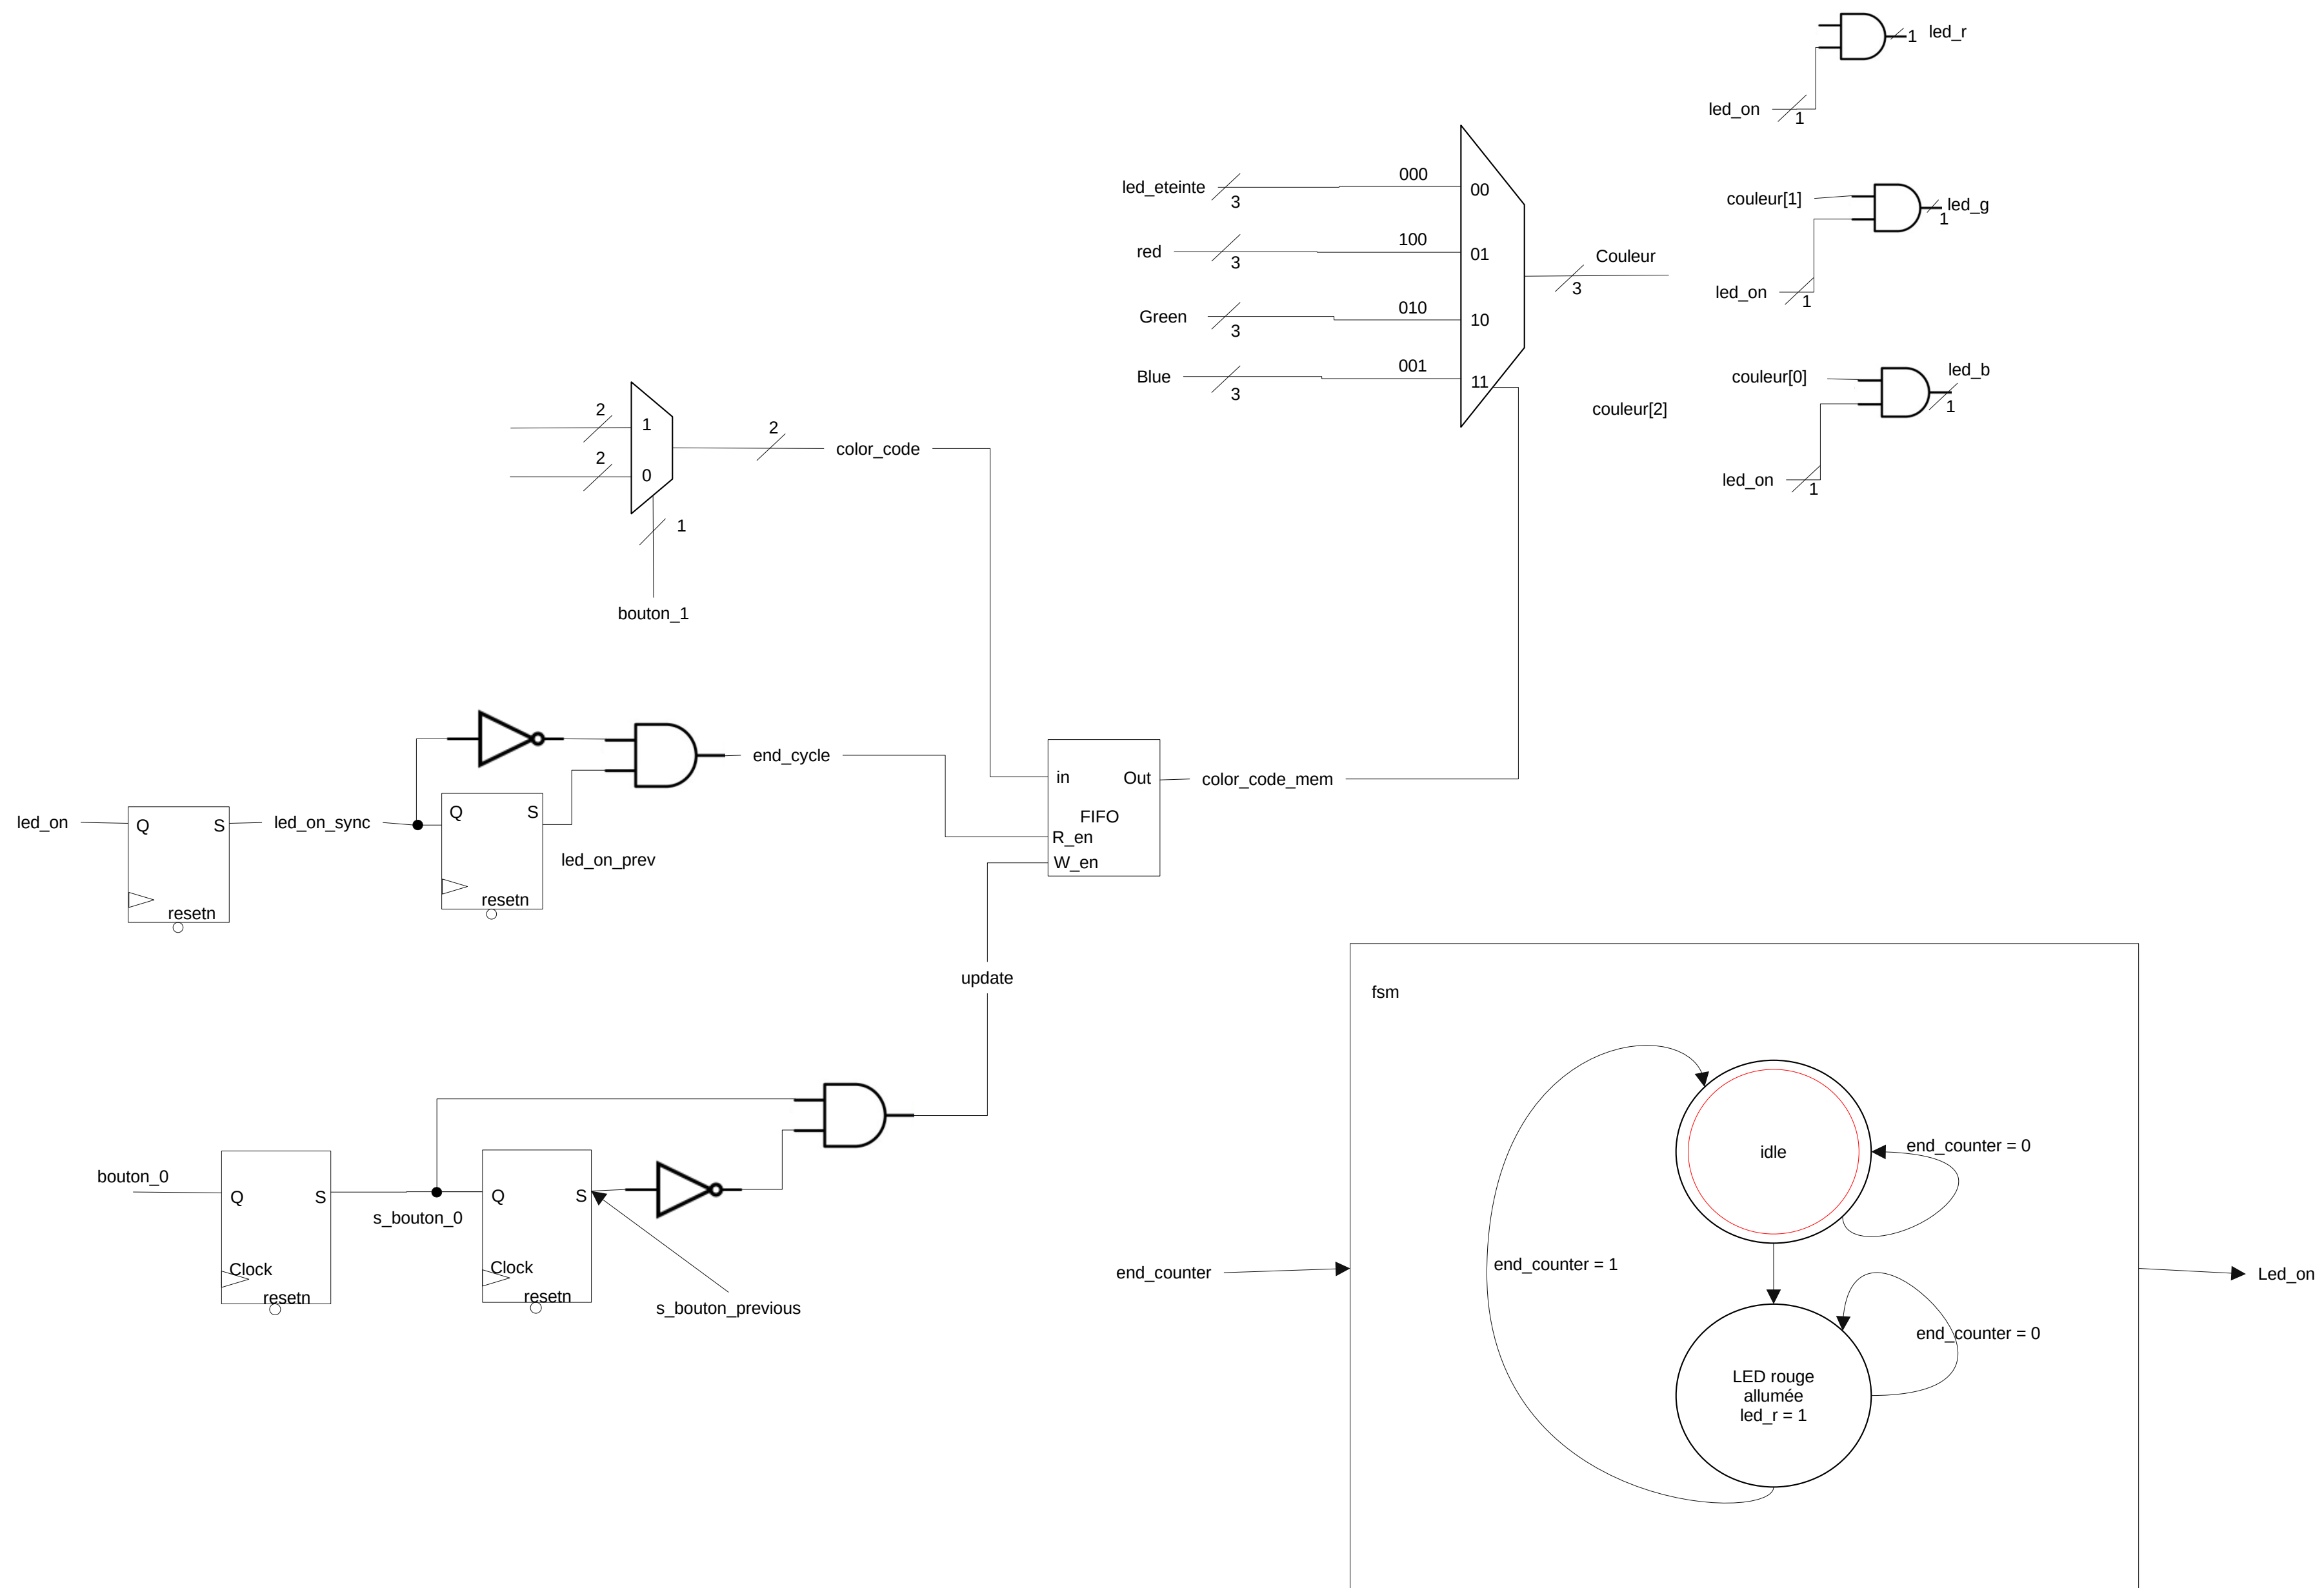 1 led_r
led_on
1
led_eteinte
3
000
00
red
3
100
01
Green
3
010
10
Blue
3
001
11
Couleur
3
couleur[2]
couleur[1]
led_g
1
led_on
1
couleur[0]
led_b
1
led_on
1
2
1
2
0
2
color_code
1
bouton_1
led_on
Q S
resetn
led_on_sync
Q S
resetn
led_on_prev
end_cycle
in Out
FIFO
R_en
W_en
color_code_mem
update
bouton_0
Q S
Clock
resetn
s_bouton_0
Q S
Clock
resetn
s_bouton_previous
fsm
idle
end_counter = 0
end_counter = 1
end_counter
Led_on
end_counter = 0
LED rouge
allumée
led_r = 1